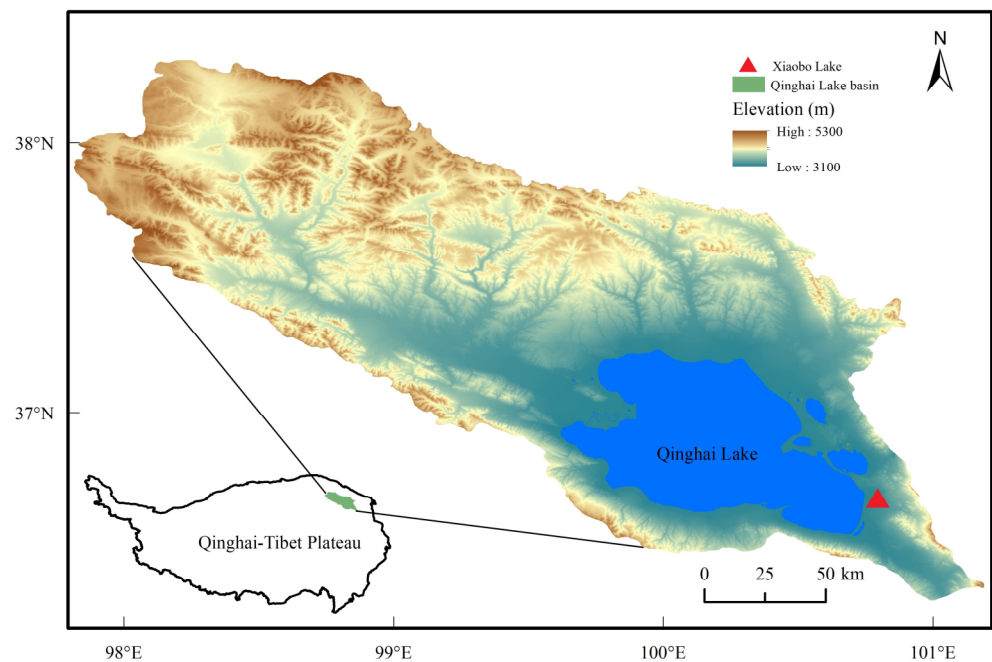 N
Xiaobo Lake
Qinghai Lake basin
Elevation (m)
High : 5300
Low : 3100
38°N
37°N
Qinghai Lake
Qinghai-Tibet Plateau
0 25 50 km
98°E 99°E 100°E 101°E